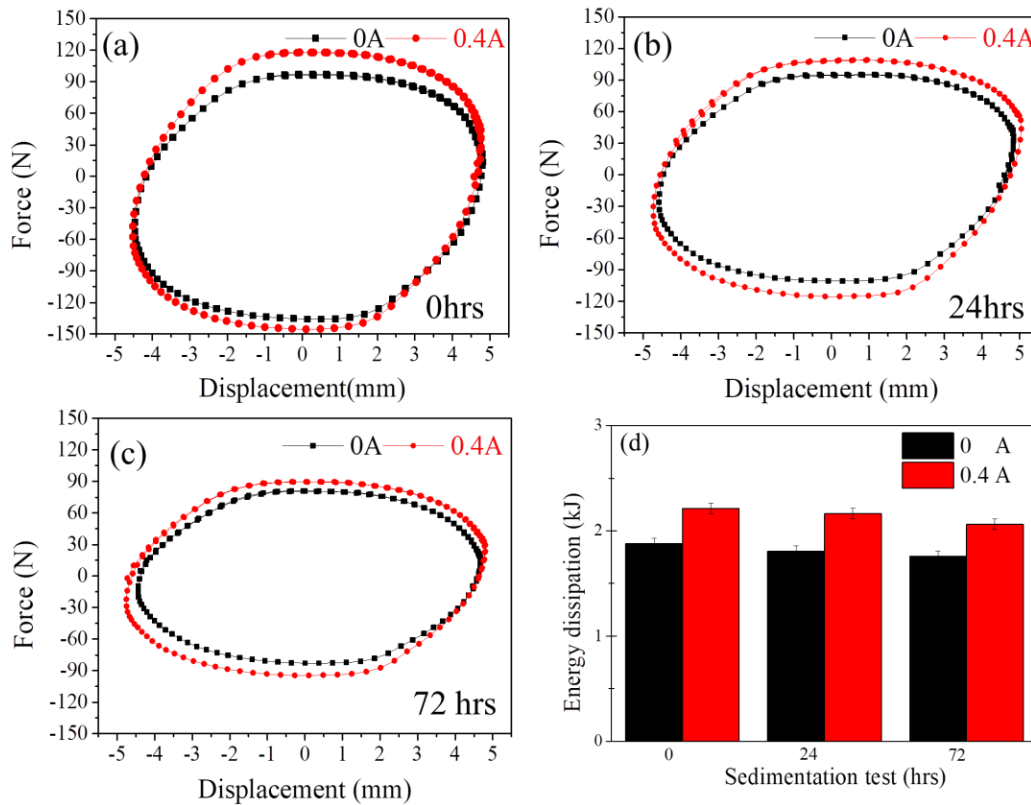 (a)
0A 0.4A
150
120
90
60
30
0
-30
-60
-90
-120
-150
Force (N)
0hrs
-5 -4 -3 -2 -1 0 1 2 3 4 5
Displacement(mm)
(b)
0A 0.4A
150
120
90
60
30
0
-30
-60
-90
-120
-150
Force (N)
24hrs
-5 -4 -3 -2 -1 0 1 2 3 4 5
Displacement (mm)
(c)
0A 0.4A
150
120
90
60
30
0
-30
-60
-90
-120
-150
Force (N)
72 hrs
-5 -4 -3 -2 -1 0 1 2 3 4 5
Displacement (mm)
(d)
0 A
0.4 A
3
2
1
0
Energy dissipation (kJ)
0 24 72
Sedimentation test (hrs)